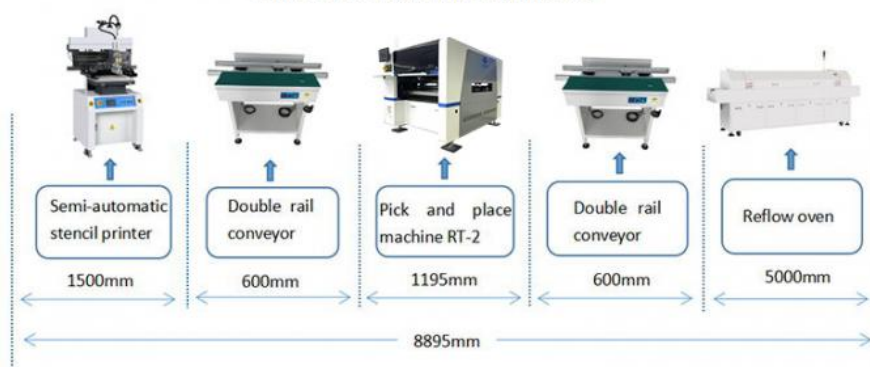 Semi-automatic
stencil printer
Double rail
conveyor
Pick and place
machine RT-2
Double rail
conveyor
Reflow oven
1500mm
600mm
1195mm
600mm
5000mm
8895mm